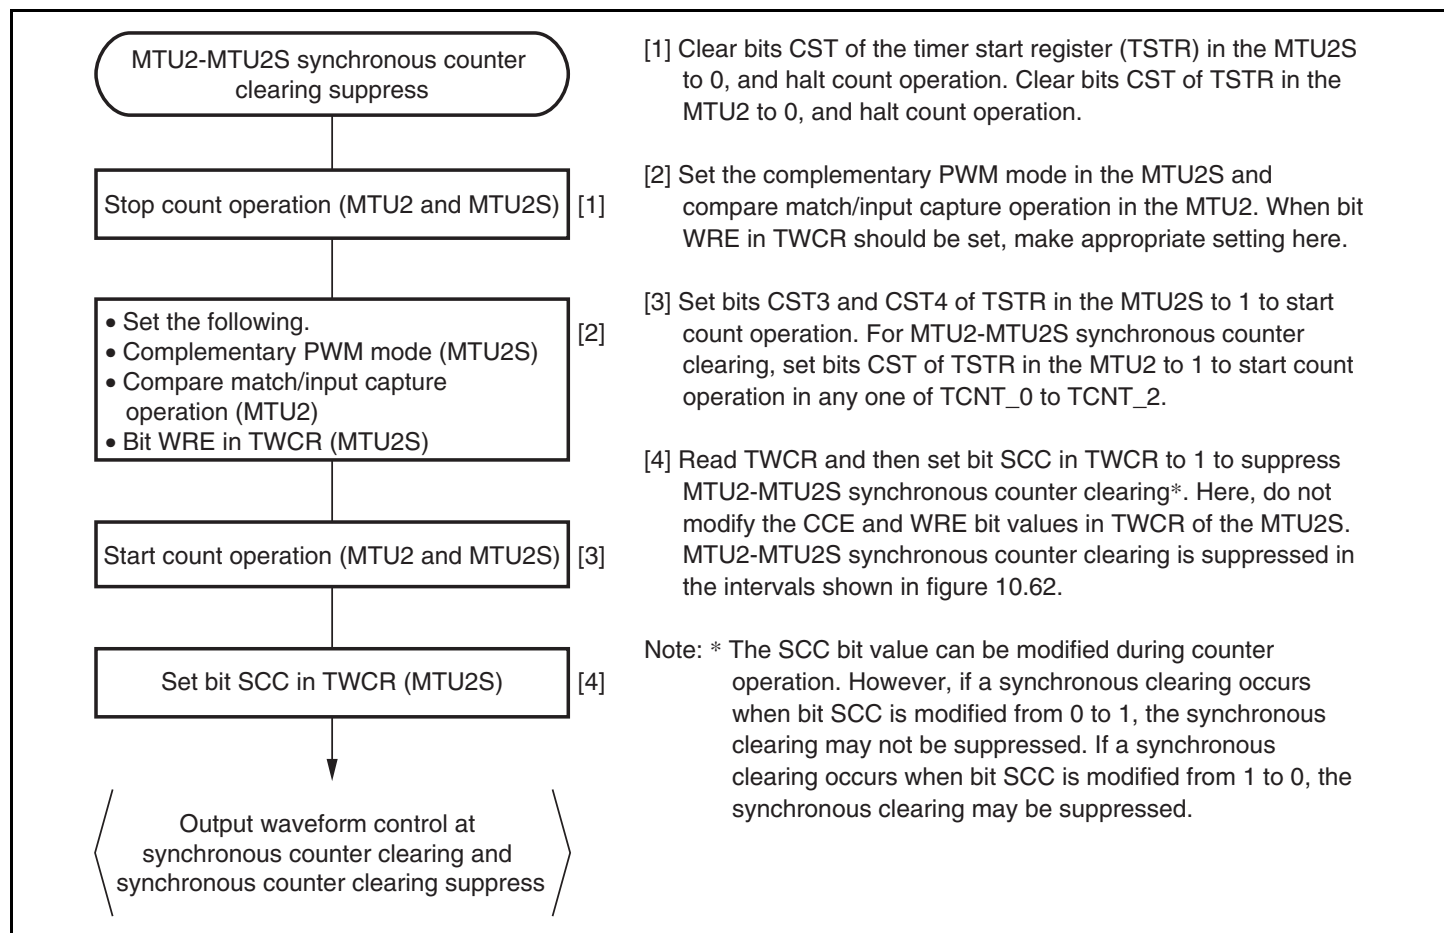 MTU2-MTU2S synchronous counter
clearing suppress
Stop count operation (MTU2 and MTU2S)
[1]
• Set the following.
• Complementary PWM mode (MTU2S)
• Compare match/input capture
operation (MTU2)
• Bit WRE in TWCR (MTU2S)
[2]
Start count operation (MTU2 and MTU2S)
[3]
Set bit SCC in TWCR (MTU2S)
[4]
Output waveform control at
synchronous counter clearing and
synchronous counter clearing suppress
[1] Clear bits CST of the timer start register (TSTR) in the MTU2S
to 0, and halt count operation. Clear bits CST of TSTR in the
MTU2 to 0, and halt count operation.
[2] Set the complementary PWM mode in the MTU2S and
compare match/input capture operation in the MTU2. When bit
WRE in TWCR should be set, make appropriate setting here.
[3] Set bits CST3 and CST4 of TSTR in the MTU2S to 1 to start
count operation. For MTU2-MTU2S synchronous counter
clearing, set bits CST of TSTR in the MTU2 to 1 to start count
operation in any one of TCNT_0 to TCNT_2.
[4] Read TWCR and then set bit SCC in TWCR to 1 to suppress
MTU2-MTU2S synchronous counter clearing*. Here, do not
modify the CCE and WRE bit values in TWCR of the MTU2S.
MTU2-MTU2S synchronous counter clearing is suppressed in
the intervals shown in figure 10.62.
Note: * The SCC bit value can be modified during counter
operation. However, if a synchronous clearing occurs
when bit SCC is modified from 0 to 1, the synchronous
clearing may not be suppressed. If a synchronous
clearing occurs when bit SCC is modified from 1 to 0, the
synchronous clearing may be suppressed.